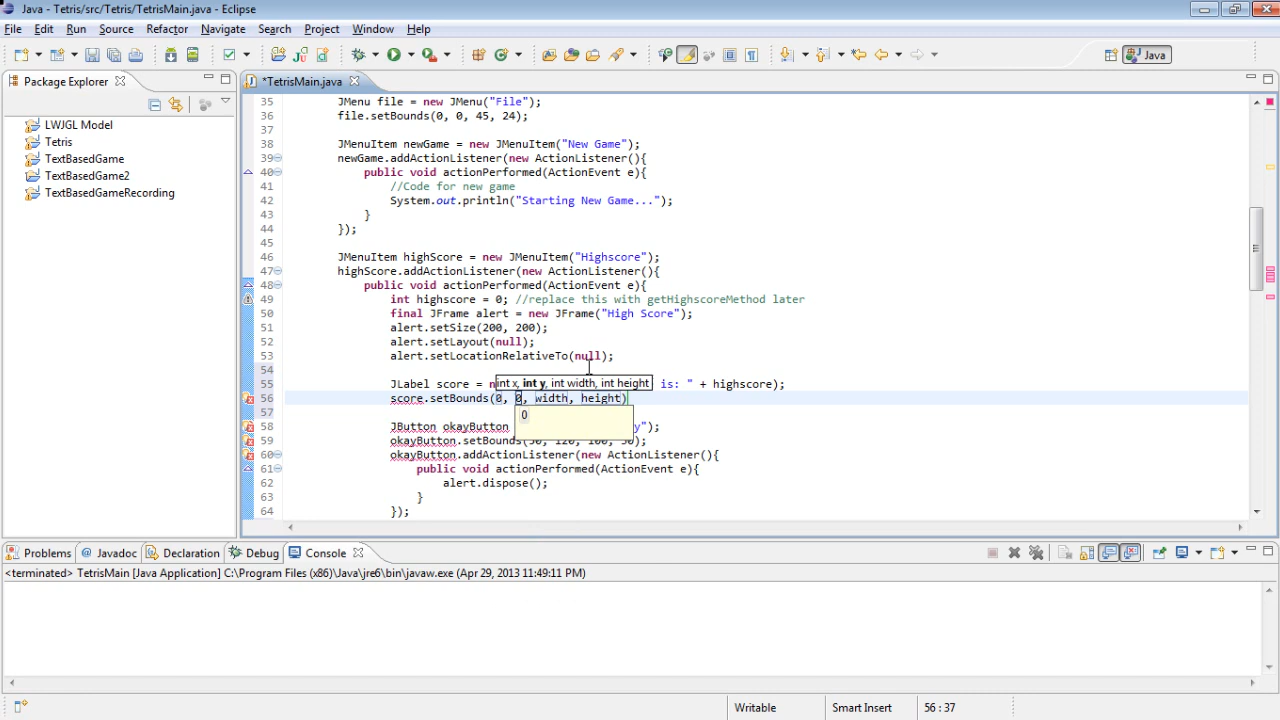 Java - Tetris/src/Tetris/TetrisMain.java - Eclipse
File Edit Run Source Refactor Navigate Search Project Window Help
Java
Package Explorer
*TetrisMain.java
LWJGL Model
Tetris
TextBasedGame
TextBasedGame2
TextBasedGameRecording
35 JMenu file = new JMenu("File");
36 file.setBounds(0, 0, 45, 24);
37
38 JMenuItem newGame = new JMenuItem("New Game");
39 newGame.addActionListener(new ActionListener(){
40 public void actionPerformed(ActionEvent e){
41 //Code for new game
42 System.out.println("Starting New Game...");
43 }
44 });
45
46 JMenuItem highScore = new JMenuItem("Highscore");
47 highScore.addActionListener(new ActionListener(){
48 public void actionPerformed(ActionEvent e){
49 int highscore = 0; //replace this with getHighscoreMethod later
50 final JFrame alert = new JFrame("High Score");
51 alert.setSize(200, 200);
52 alert.setLayout(null);
53 alert.setLocationRelativeTo(null);
54
int x, int y, int width, int height
55 JLabel score = n is: " + highscore);
56 score.setBounds(0, 0, width, height)
0
57
58 JButton okayButton y");
59 okayButton.setBounds(50, 120, 100, 30);
60 okayButton.addActionListener(new ActionListener(){
61 public void actionPerformed(ActionEvent e){
62 alert.dispose();
63 }
64 });
Problems Javadoc Declaration Debug Console
<terminated> TetrisMain [Java Application] C:\Program Files (x86)\Java\jre6\bin\javaw.exe (Apr 29, 2013 11:49:11 PM)
Writable Smart Insert 56 : 37